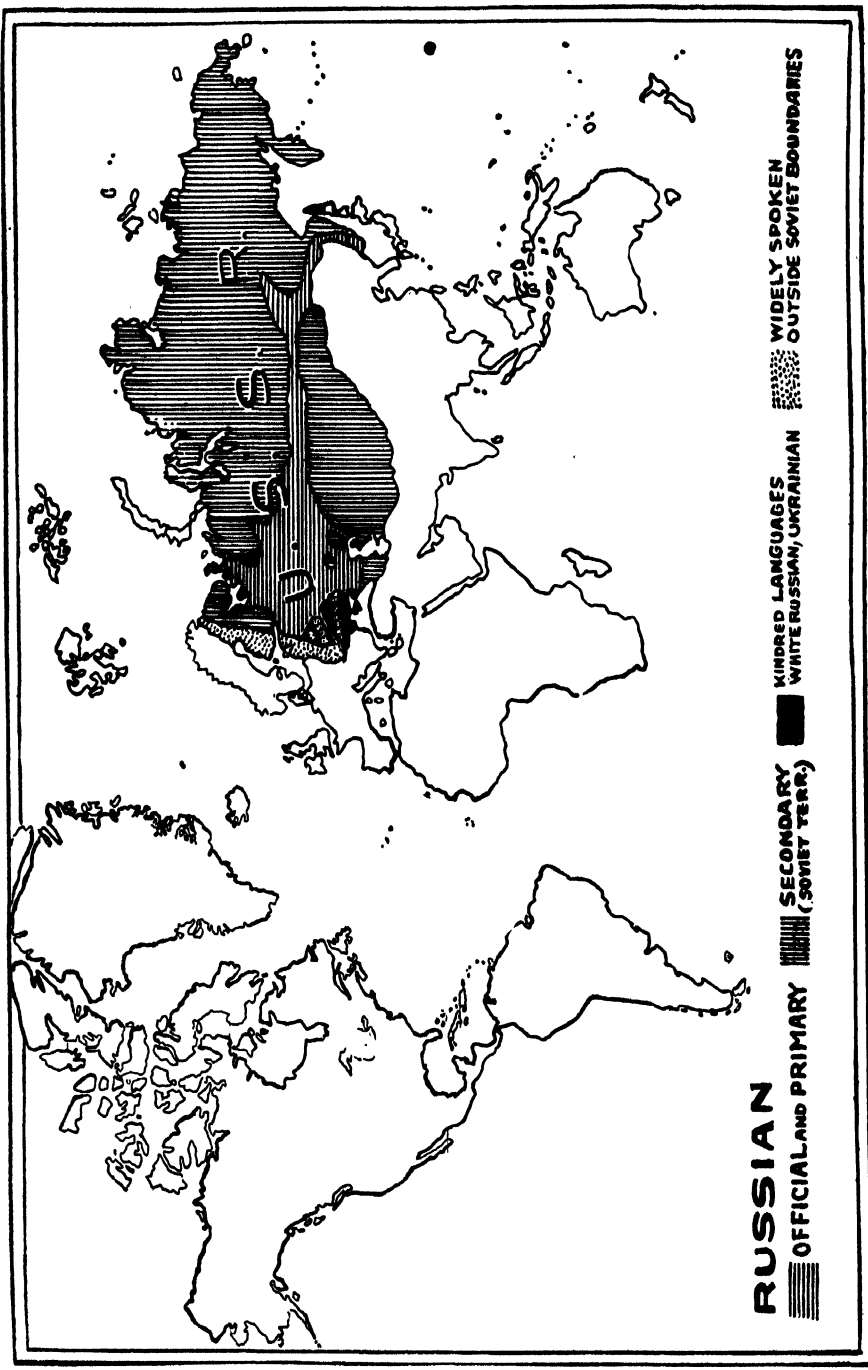 U. S. S. R.
RUSSIAN
OFFICIAL AND PRIMARY
SECONDARY
(SOVIET TERR.)
KINDRED LANGUAGES
WHITE RUSSIAN, UKRAINIAN
WIDELY SPOKEN
OUTSIDE SOVIET BOUNDARIES